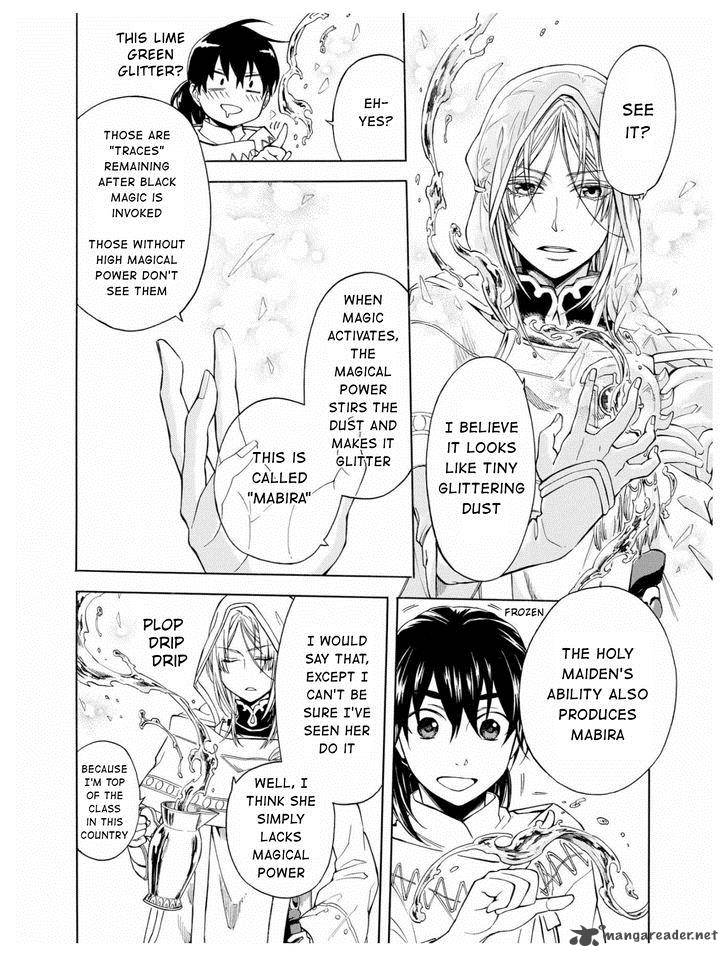 SEE
IT?
EH-
YES?
THIS LIME
GREEN
GLITTER?
THOSE ARE
"TRACES"
REMAINING
AFTER BLACK
MAGIC IS
INVOKED
THOSE WITHOUT
HIGH MAGICAL
POWER DON'T
SEE THEM
I BELIEVE
IT LOOKS
LIKE TINY
GLITTERING
DUST
WHEN
MAGIC
ACTIVATES,
THE
MAGICAL
POWER
STIRS THE
DUST AND
MAKES IT
GLITTER
THIS IS
CALLED
"MABIRA"
THE HOLY
MAIDEN'S
ABILITY ALSO
PRODUCES
MABIRA
FROZEN
I WOULD
SAY THAT,
EXCEPT I
CAN'T BE
SURE I'VE
SEEN HER
DO IT
WELL, I
THINK SHE
SIMPLY
LACKS
MAGICAL
POWER
PLOP
DRIP
DRIP
BECAUSE
I'M TOP
OF THE
CLASS
IN THIS
COUNTRY
mangareader.net